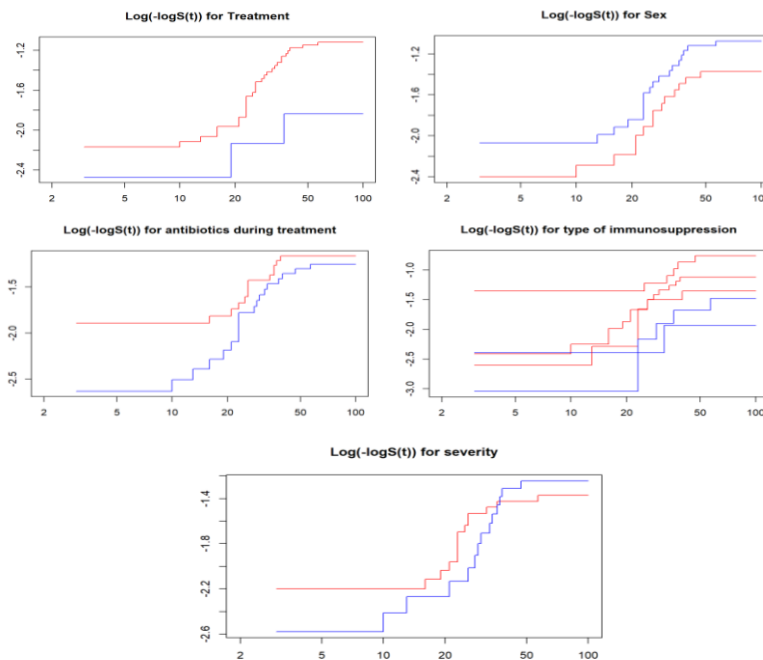 Log(-logS(t)) for Treatment
-1.2
-1.6
-2.0
-2.4
2 5 10 20 50 100
Log(-logS(t)) for Sex
-1.2
-1.6
-2.0
-2.4
2 5 10 20 50 100
Log(-logS(t)) for antibiotics during treatment
-1.5
-2.0
-2.5
2 5 10 20 50 100
Log(-logS(t)) for type of immunosuppression
-1.0
-1.5
-2.0
-2.5
-3.0
2 5 10 20 50 100
Log(-logS(t)) for severity
-1.4
-1.8
-2.2
-2.6
2 5 10 20 50 100